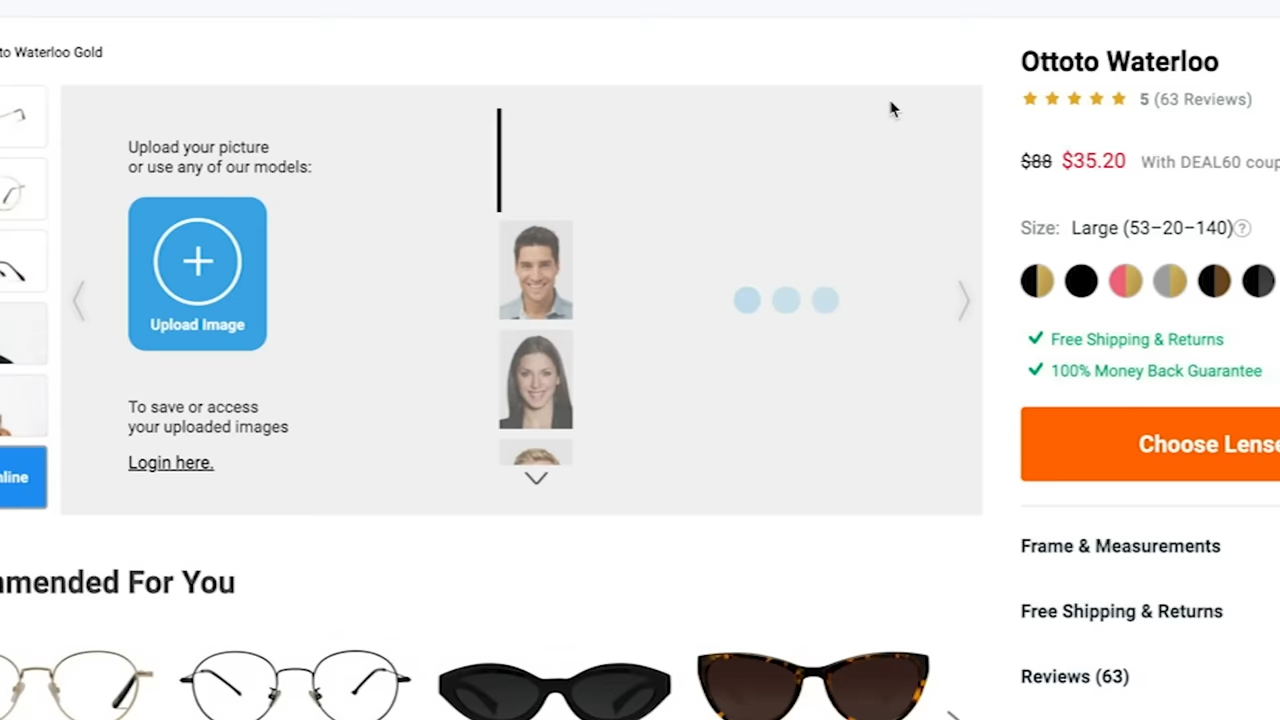 to Waterloo Gold
Upload your picture
or use any of our models:
Upload Image
To save or access
your uploaded images
Login here.
nline
mmended For You
Ottoto Waterloo
5 (63 Reviews)
$88 $35.20 With DEAL60 coup
Size: Large (53–20–140)?
Free Shipping & Returns
100% Money Back Guarantee
Choose Lense
Frame & Measurements
Free Shipping & Returns
Reviews (63)